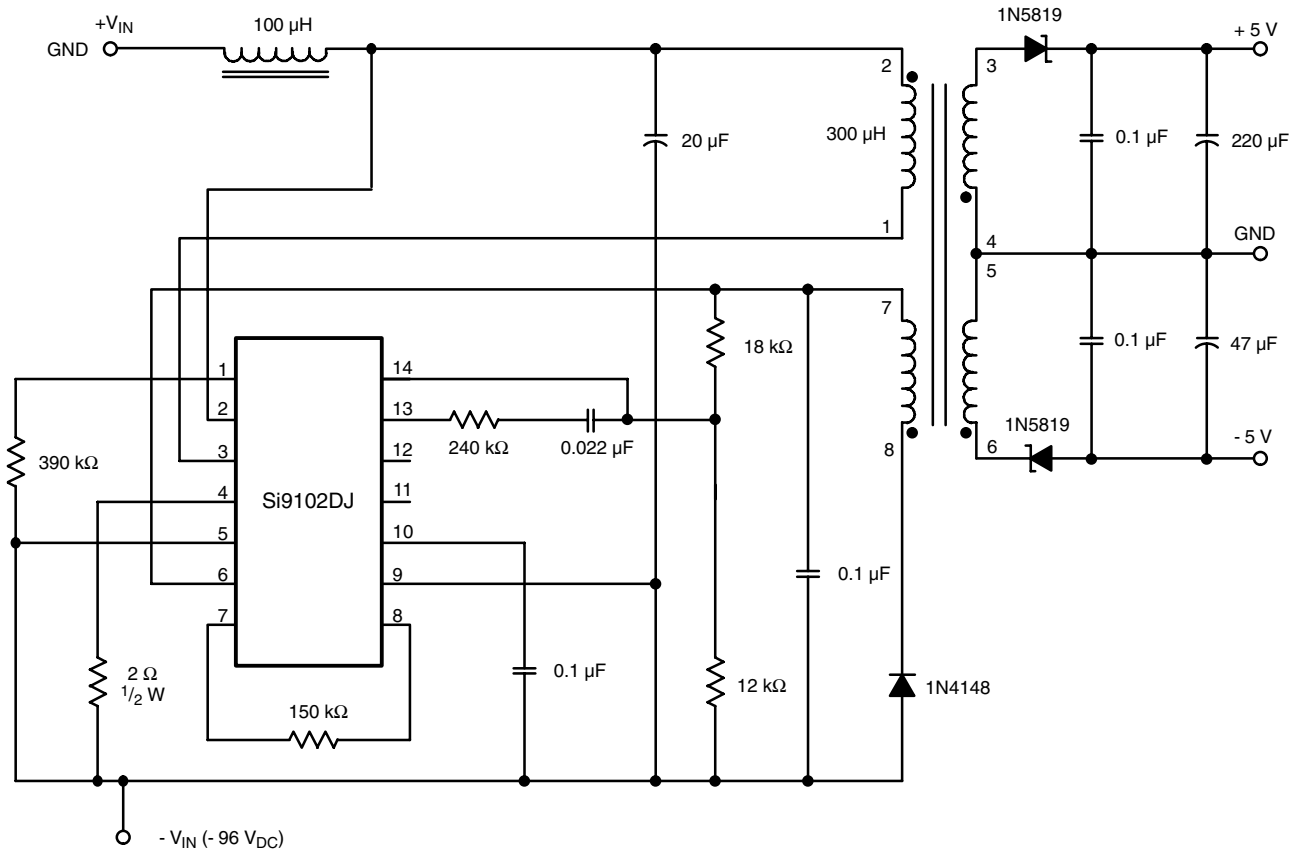 +VIN
GND
100 µH
1N5819
+ 5 V
2
3
300 µH
20 µF
0.1 µF
220 µF
1
4
GND
5
7
18 kΩ
0.1 µF
47 µF
1
14
2
13
240 kΩ
0.022 µF
8
6
1N5819
- 5 V
390 kΩ
3
12
4
11
Si9102DJ
5
10
6
9
0.1 µF
7
8
2 Ω
1/2 W
0.1 µF
12 kΩ
1N4148
150 kΩ
- VIN (- 96 VDC)